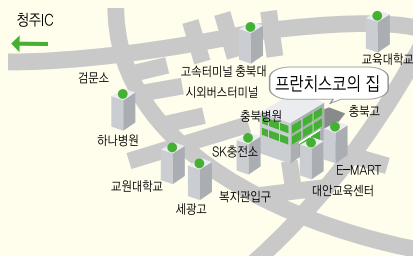 청주IC
교육대학교
고속터미널 충북대
검문소
시외버스터미널
프란치스코의 집
충북병원
충북고
하나병원
SK충전소
E-MART
교원대학교
대안교육센터
세광고
복지관입구